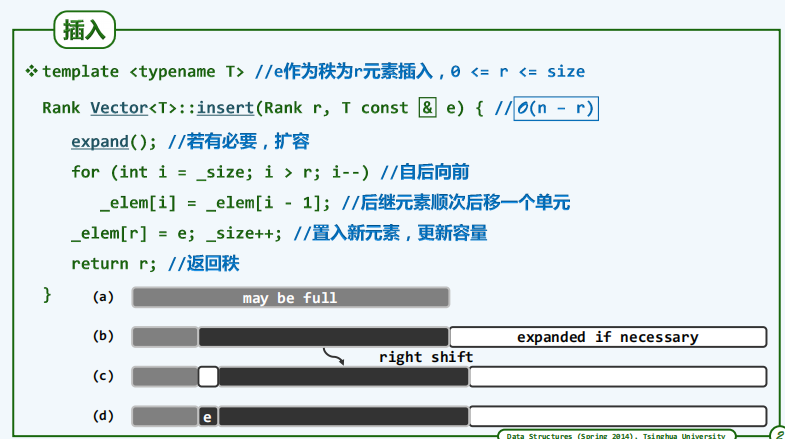 插入
❖ template <typename T> //e作为秩为r元素插入，0 <= r <= size
Rank Vector<T>::insert(Rank r, T const & e) { //O(n - r)
expand(); //若有必要，扩容
for (int i = _size; i > r; i--) //自后向前
_elem[i] = _elem[i - 1]; //后继元素顺次后移一个单元
_elem[r] = e; _size++; //置入新元素，更新容量
return r; //返回秩
}
(a) may be full
(b) expanded if necessary
right shift
(c)
(d) e
Data Structures (Spring 2014), Tsinghua University